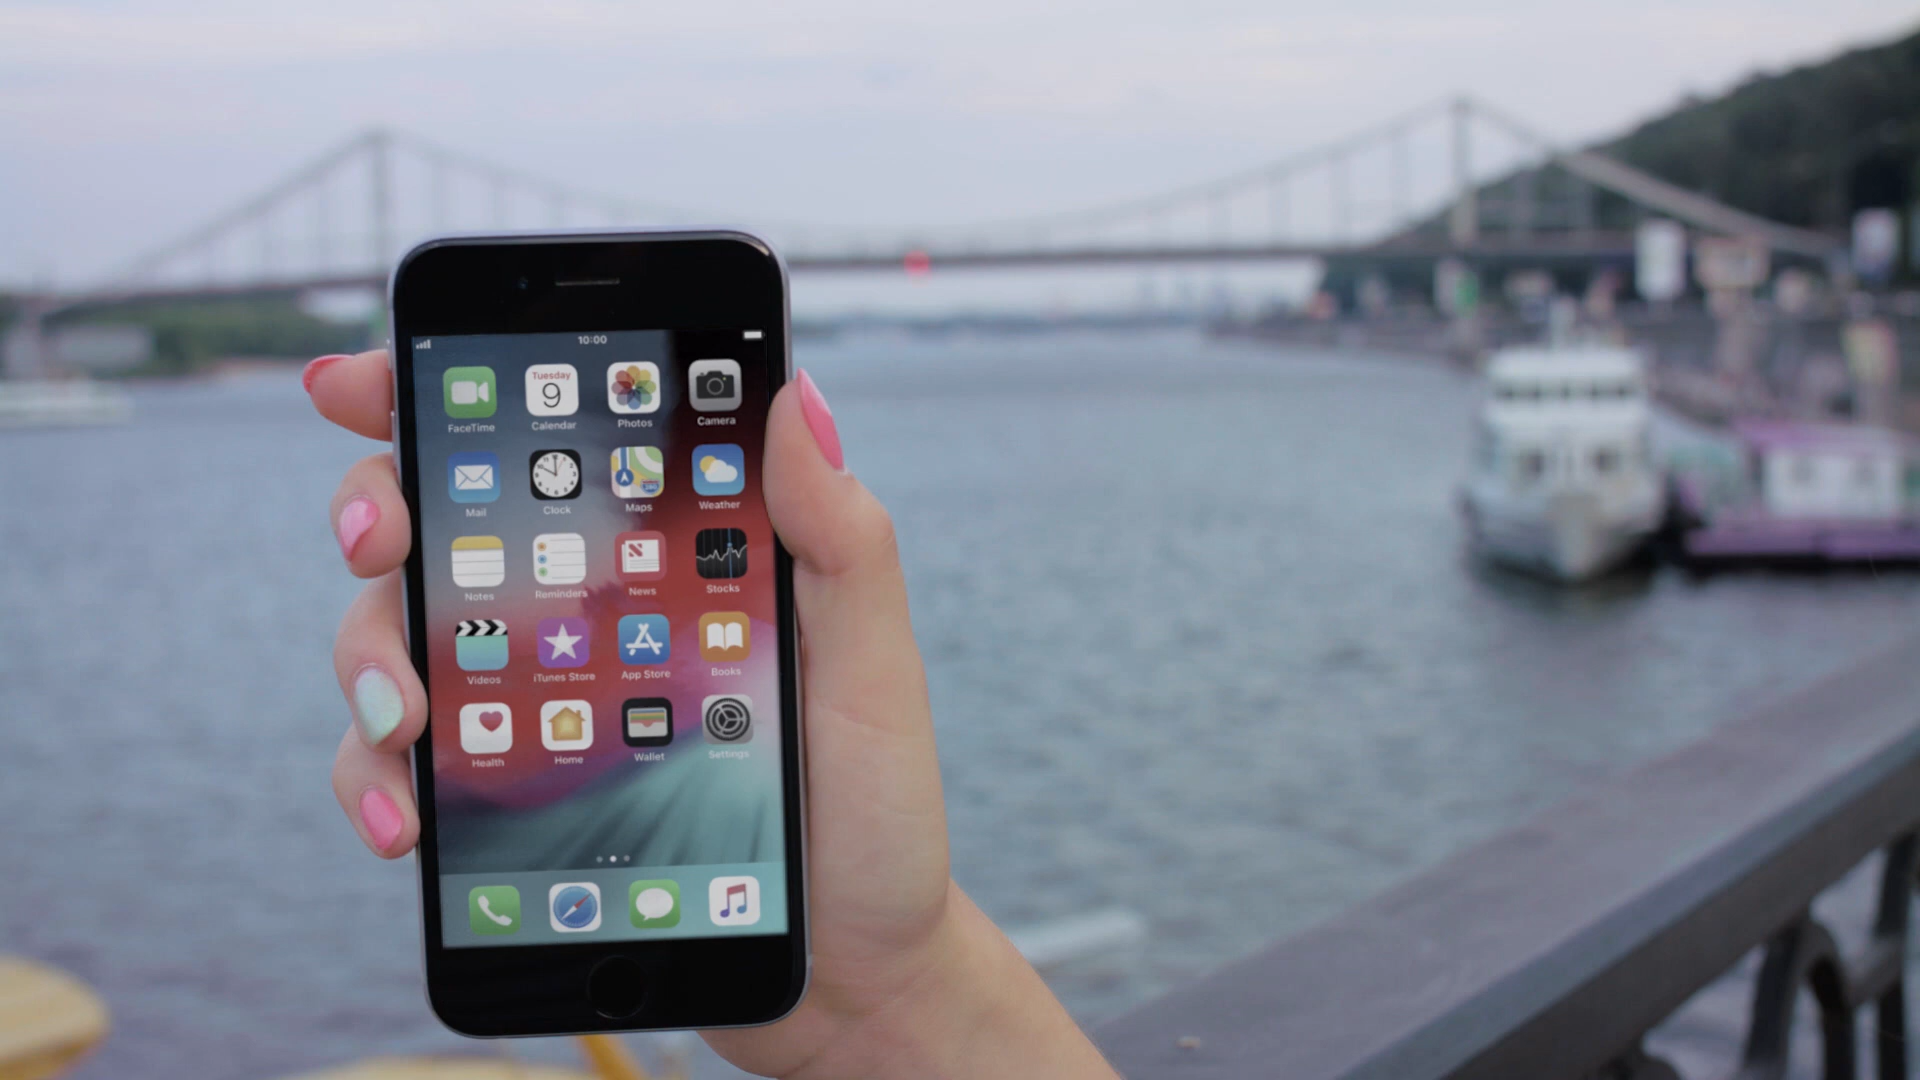 10:00
Tuesday
9
FaceTime
Calendar
Photos
Camera
280
Mail
Clock
Maps
Weather
Notes
Reminders
News
Stocks
Videos
iTunes Store
App Store
Books
Health
Home
Wallet
Settings